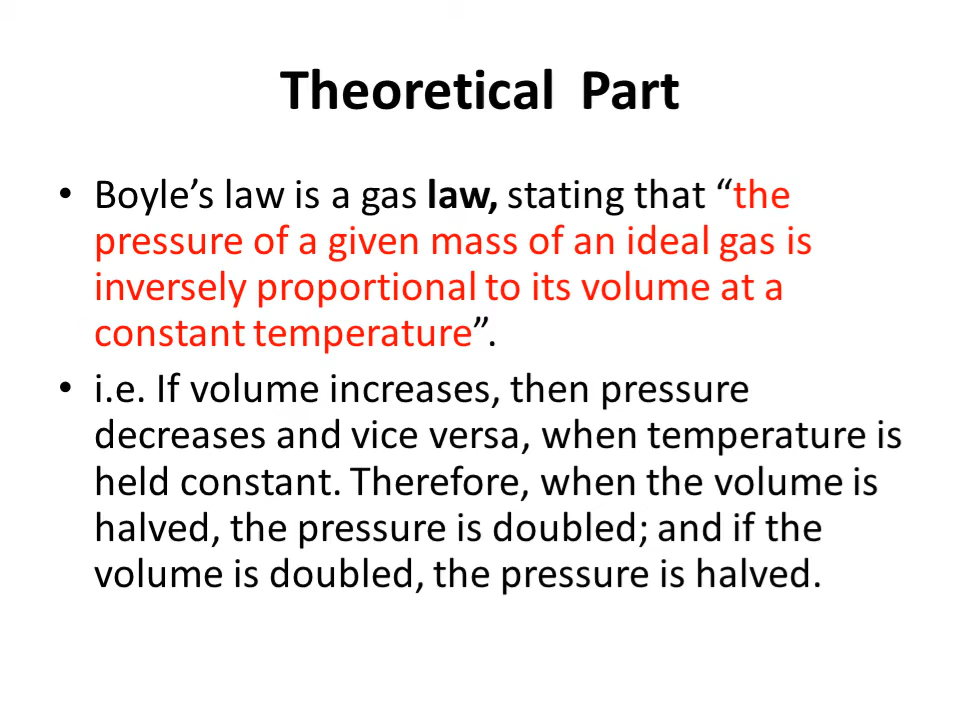 Theoretical Part
• Boyle’s law is a gas law, stating that “the
pressure of a given mass of an ideal gas is
inversely proportional to its volume at a
constant temperature”.
• i.e. If volume increases, then pressure
decreases and vice versa, when temperature is
held constant. Therefore, when the volume is
halved, the pressure is doubled; and if the
volume is doubled, the pressure is halved.